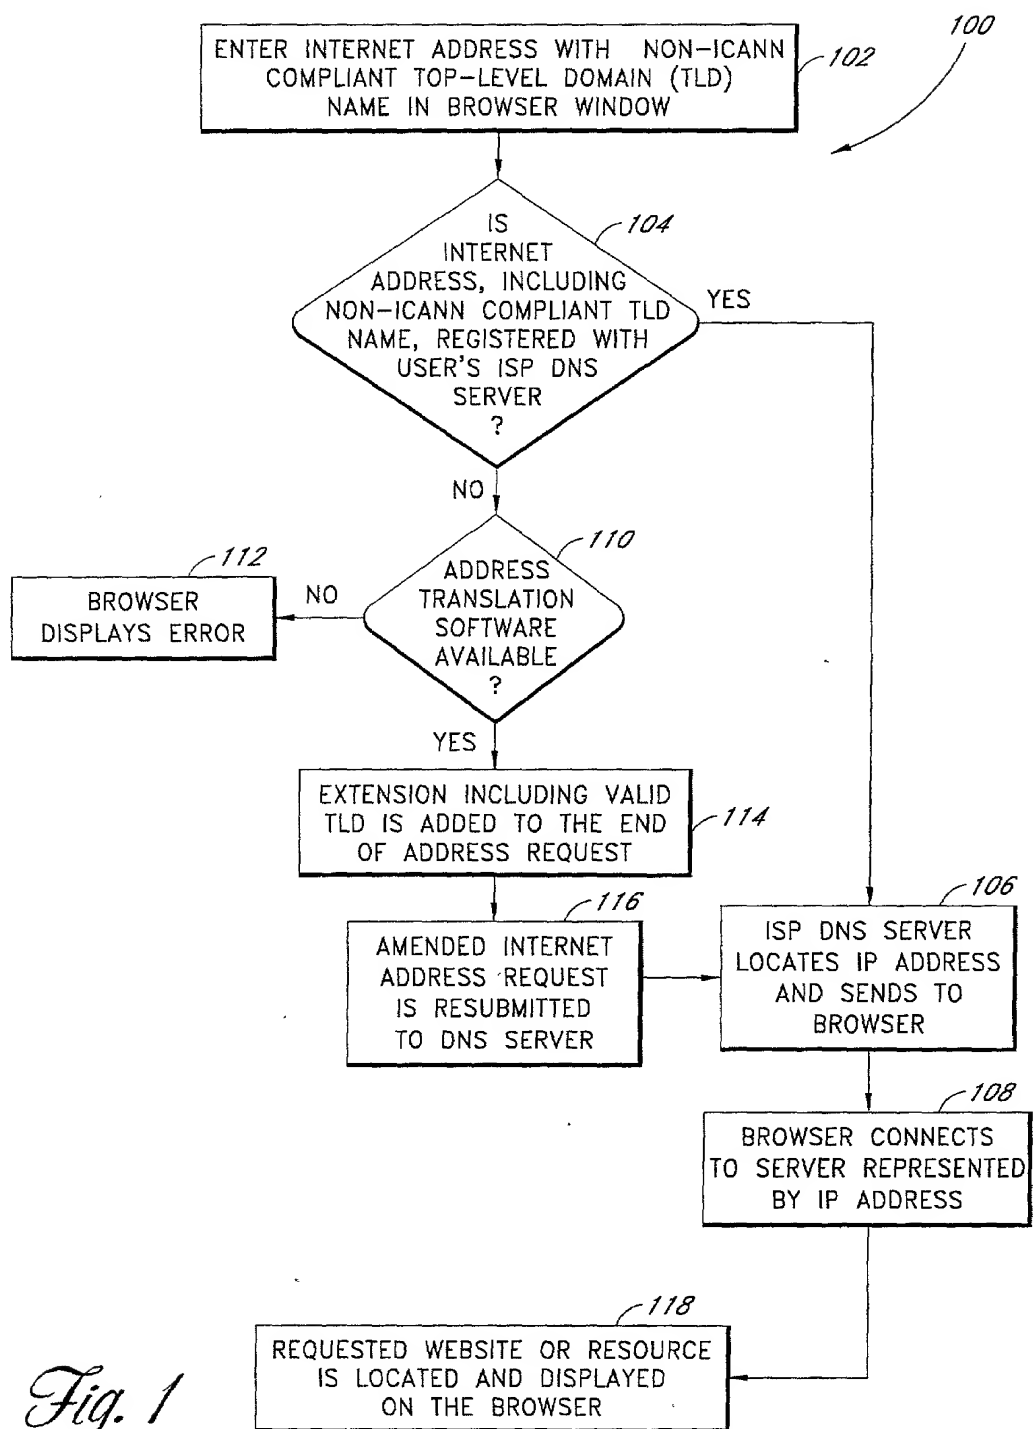 100
ENTER INTERNET ADDRESS WITH NON-ICANN
COMPLIANT TOP-LEVEL DOMAIN (TLD)
NAME IN BROWSER WINDOW
102
IS
INTERNET
ADDRESS, INCLUDING
NON-ICANN COMPLIANT TLD
NAME, REGISTERED WITH
USER'S ISP DNS
SERVER
?
104
YES
NO
ADDRESS
TRANSLATION
SOFTWARE
AVAILABLE
?
110
NO
112
BROWSER
DISPLAYS ERROR
YES
EXTENSION INCLUDING VALID
TLD IS ADDED TO THE END
OF ADDRESS REQUEST
114
116
AMENDED INTERNET
ADDRESS REQUEST
IS RESUBMITTED
TO DNS SERVER
106
ISP DNS SERVER
LOCATES IP ADDRESS
AND SENDS TO
BROWSER
108
BROWSER CONNECTS
TO SERVER REPRESENTED
BY IP ADDRESS
118
REQUESTED WEBSITE OR RESOURCE
IS LOCATED AND DISPLAYED
ON THE BROWSER
Fig. 1